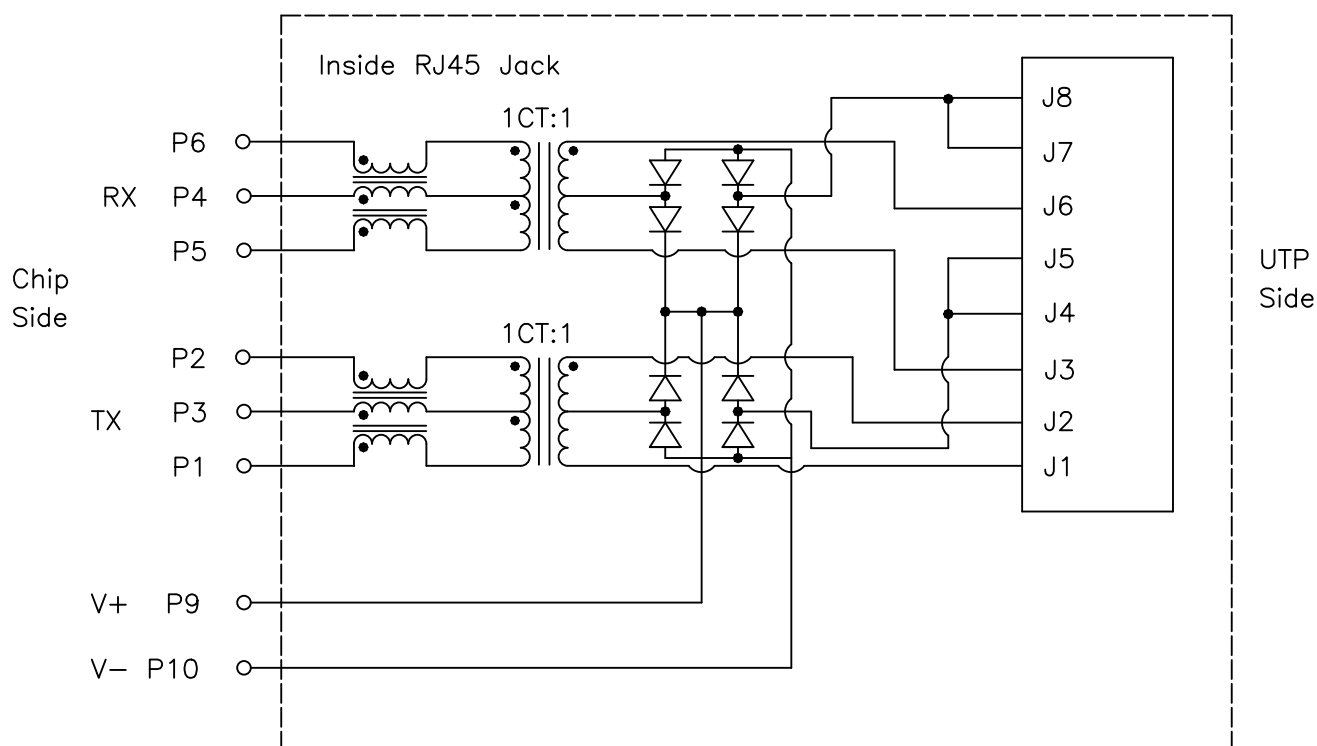 Inside RJ45 Jack
1CT:1
P6
RX P4
P5
Chip
Side
1CT:1
P2
TX P3
P1
V+ P9
V− P10
J8
J7
J6
J5
J4
J3
J2
J1
UTP
Side